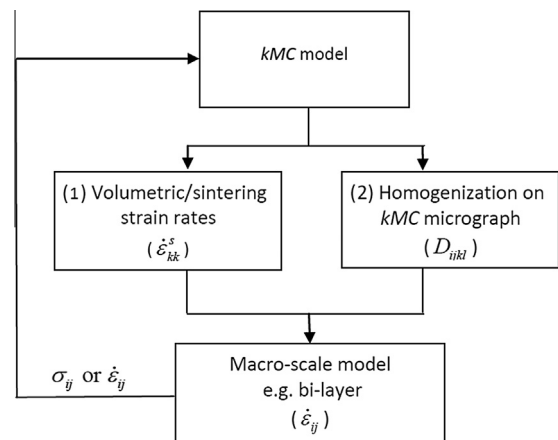 kMC model
(1) Volumetric/sintering
strain rates
( ε̇ˢₖₖ )
(2) Homogenization on
kMC micrograph
( Dᵢⱼₖₗ )
Macro-scale model
e.g. bi-layer
( ε̇ᵢⱼ )
σᵢⱼ or ε̇ᵢⱼ